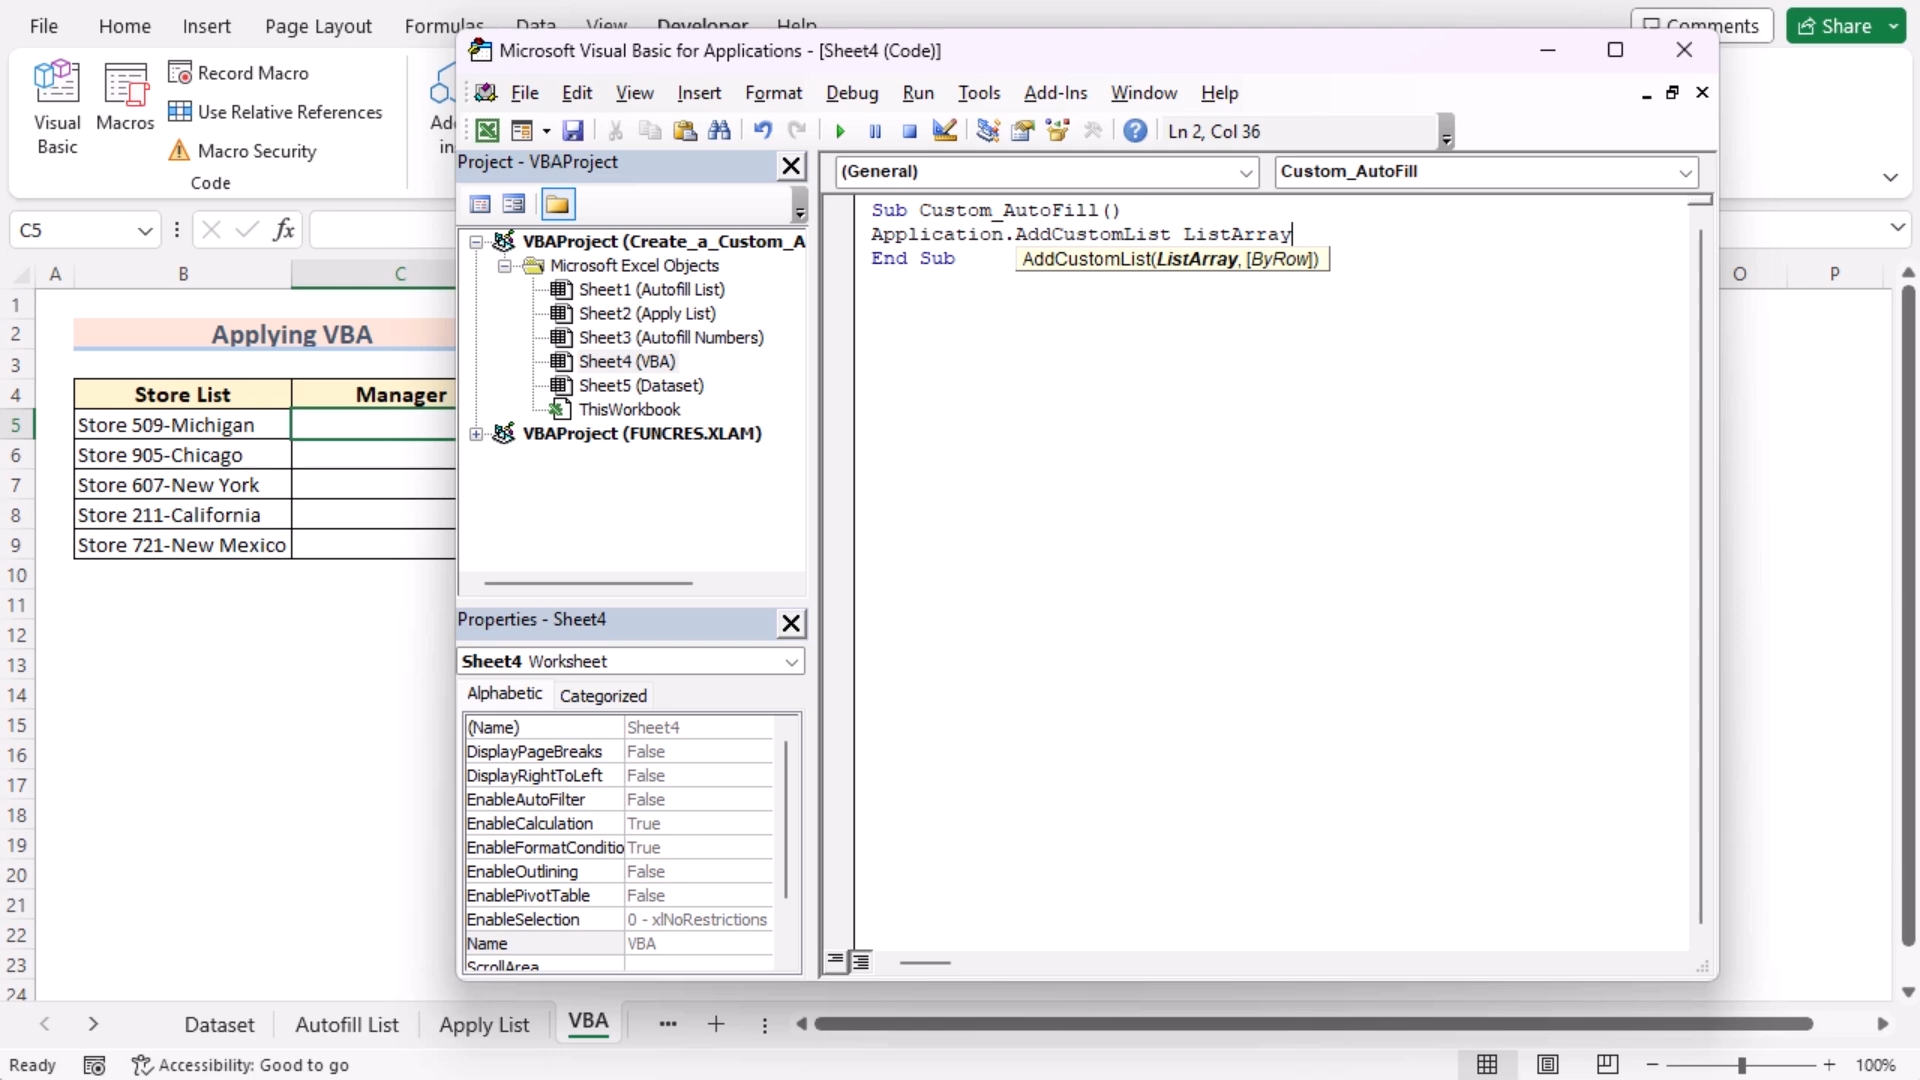 File Home Insert Page Layout Formulas Data View Developer Help Comments Share
Visual Basic
Macros
Record Macro
Use Relative References
Macro Security
Code
C5
fx
A B C O P
1
2 Applying VBA
3
4 Store List Manager
5 Store 509-Michigan
6 Store 905-Chicago
7 Store 607-New York
8 Store 211-California
9 Store 721-New Mexico
10
11
12
13
14
15
16
17
18
19
20
21
22
23
24
Microsoft Visual Basic for Applications - [Sheet4 (Code)]
File Edit View Insert Format Debug Run Tools Add-Ins Window Help
Ln 2, Col 36
Project - VBAProject
VBAProject (Create_a_Custom_A
Microsoft Excel Objects
Sheet1 (Autofill List)
Sheet2 (Apply List)
Sheet3 (Autofill Numbers)
Sheet4 (VBA)
Sheet5 (Dataset)
ThisWorkbook
VBAProject (FUNCRES.XLAM)
Properties - Sheet4
Sheet4 Worksheet
Alphabetic Categorized
(Name) Sheet4
DisplayPageBreaks False
DisplayRightToLeft False
EnableAutoFilter False
EnableCalculation True
EnableFormatConditio True
EnableOutlining False
EnablePivotTable False
EnableSelection 0 - xlNoRestrictions
Name VBA
ScrollArea
(General) Custom_AutoFill
Sub Custom_AutoFill()
Application.AddCustomList ListArray
End Sub
AddCustomList(ListArray, [ByRow])
Dataset Autofill List Apply List VBA
Ready Accessibility: Good to go 100%